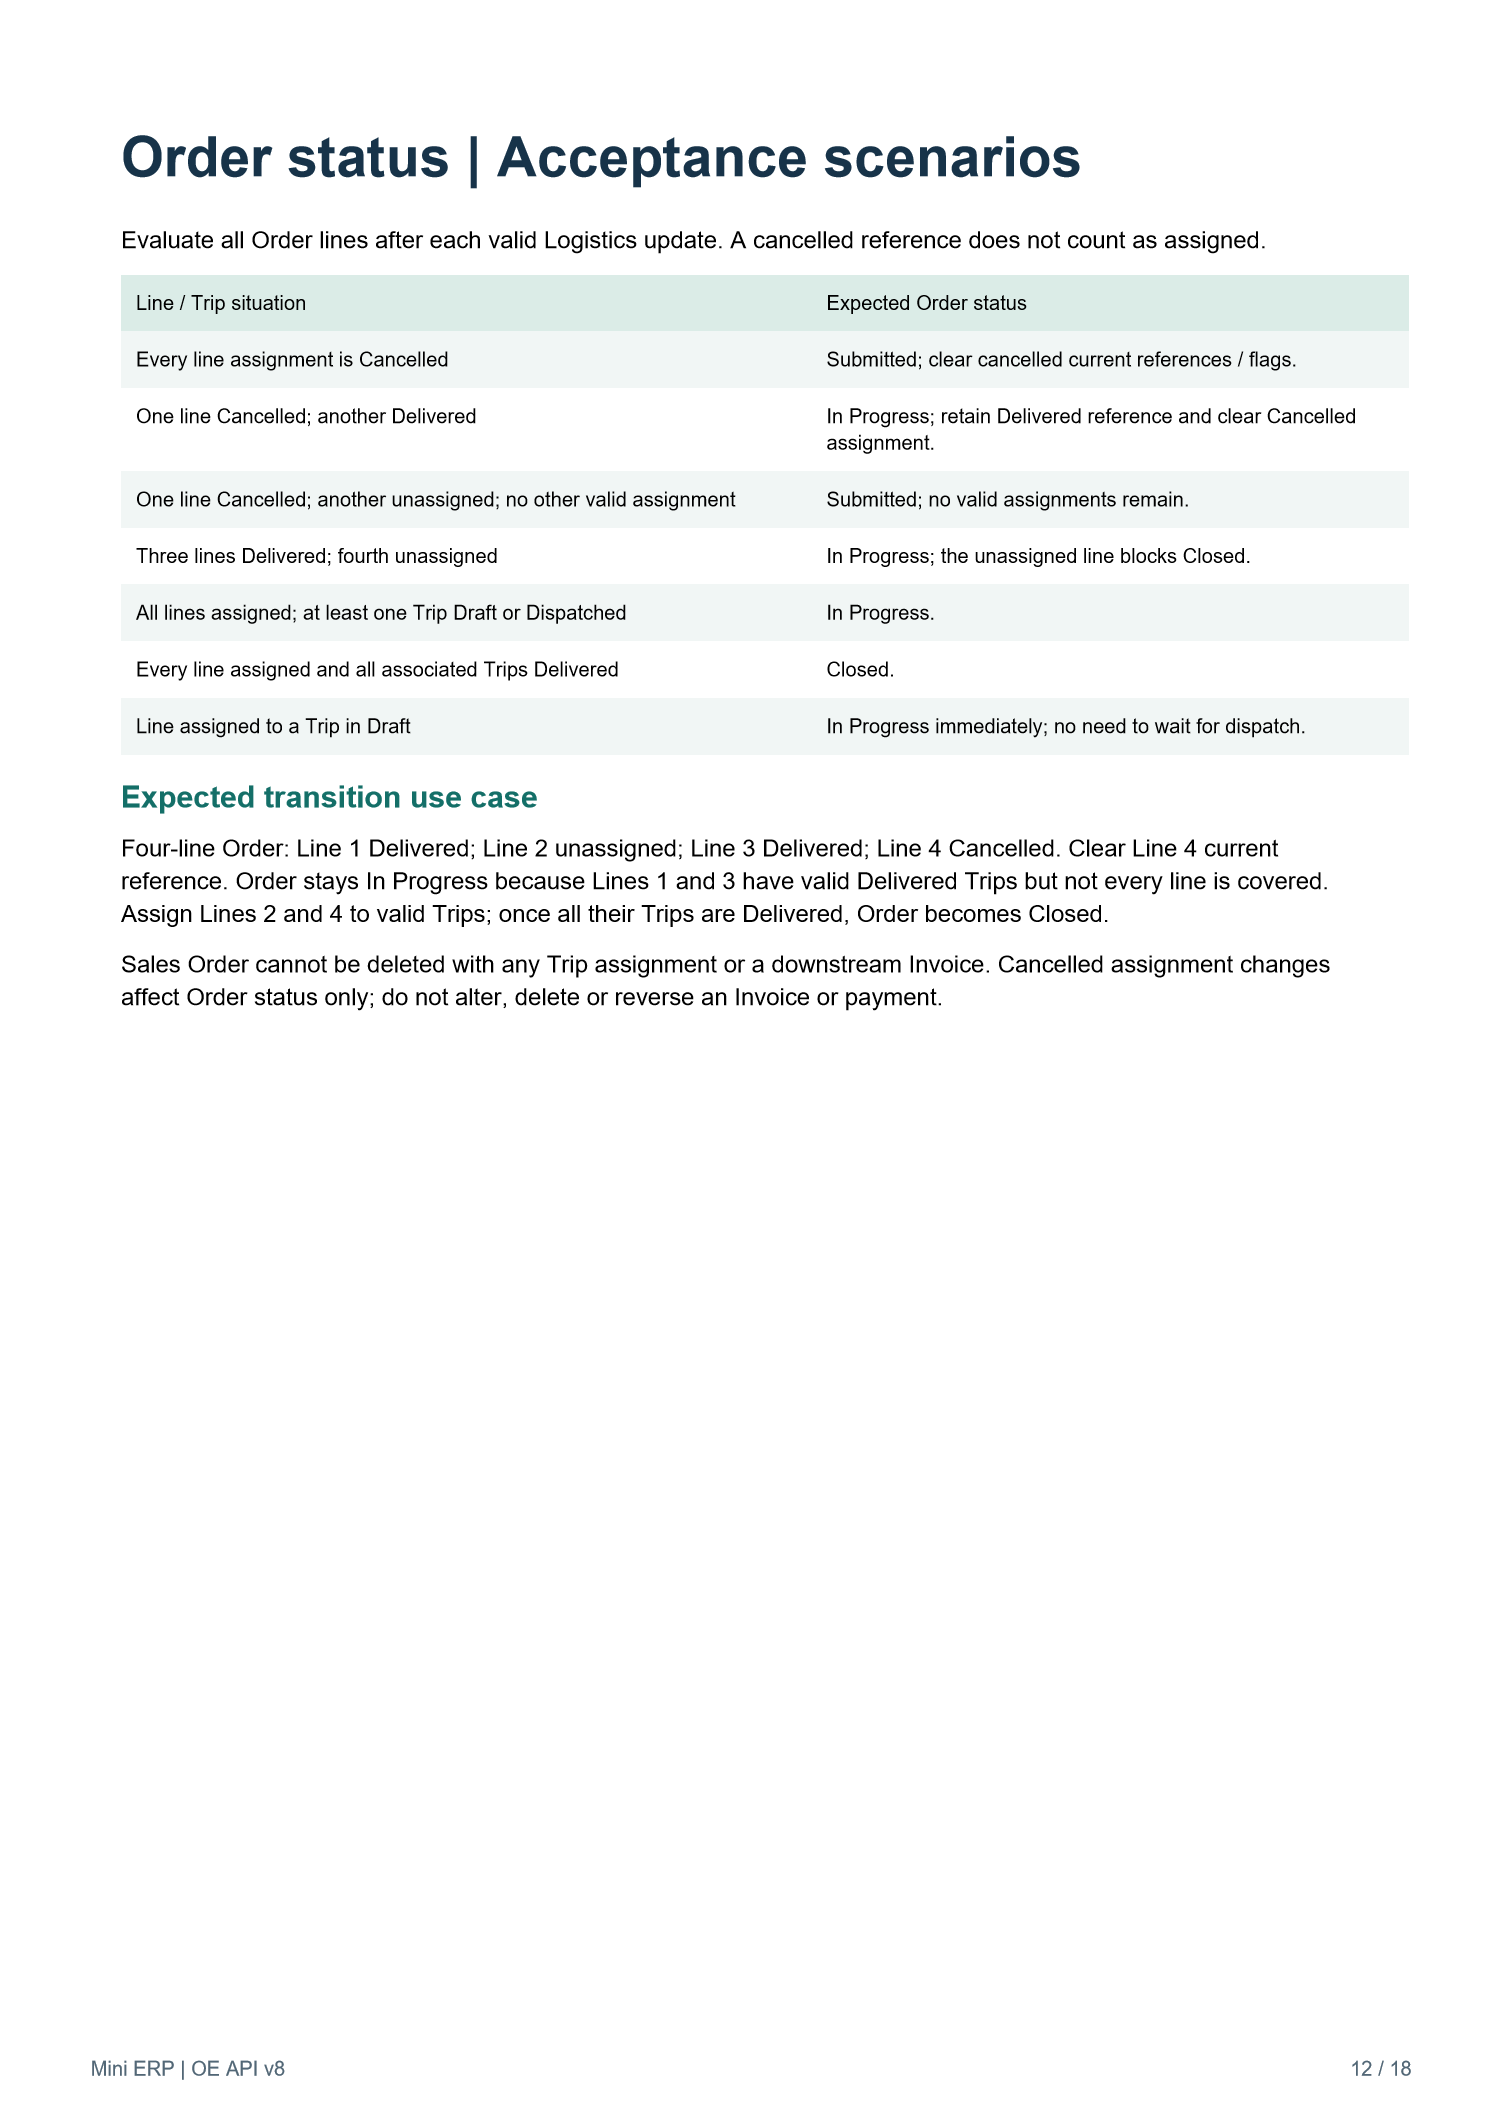 Order status | Acceptance scenarios
Evaluate all Order lines after each valid Logistics update. A cancelled reference does not count as assigned.
Line / Trip situation
Expected Order status
Every line assignment is Cancelled
Submitted; clear cancelled current references / flags.
One line Cancelled; another Delivered
In Progress; retain Delivered reference and clear Cancelled
assignment.
One line Cancelled; another unassigned; no other valid assignment
Submitted; no valid assignments remain.
Three lines Delivered; fourth unassigned
In Progress; the unassigned line blocks Closed.
All lines assigned; at least one Trip Draft or Dispatched
In Progress.
Every line assigned and all associated Trips Delivered
Closed.
Line assigned to a Trip in Draft
In Progress immediately; no need to wait for dispatch.
Expected transition use case
Four-line Order: Line 1 Delivered; Line 2 unassigned; Line 3 Delivered; Line 4 Cancelled. Clear Line 4 current
reference. Order stays In Progress because Lines 1 and 3 have valid Delivered Trips but not every line is covered.
Assign Lines 2 and 4 to valid Trips; once all their Trips are Delivered, Order becomes Closed.
Sales Order cannot be deleted with any Trip assignment or a downstream Invoice. Cancelled assignment changes
affect Order status only; do not alter, delete or reverse an Invoice or payment.
Mini ERP | OE API v8
12 / 18